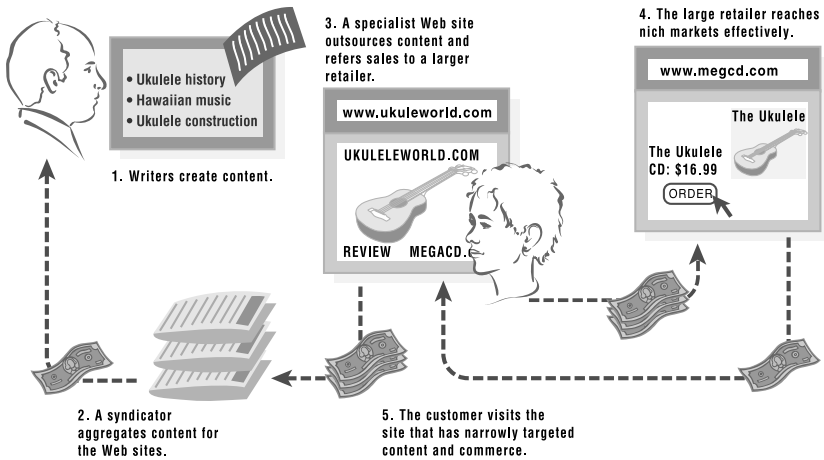 • Ukulele history
• Hawaiian music
• Ukulele construction
1. Writers create content.
2. A syndicator
aggregates content for
the Web sites.
3. A specialist Web site
outsources content and
refers sales to a larger
retailer.
www.ukuleworld.com
UKULELEWORLD.COM
REVIEW MEGACD.
4. The large retailer reaches
nich markets effectively.
www.megcd.com
The Ukulele
The Ukulele
CD: $16.99
ORDER
5. The customer visits the
site that has narrowly targeted
content and commerce.